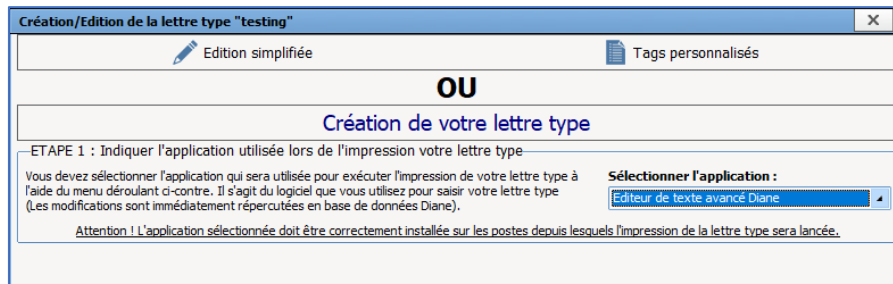 Création/Edition de la lettre type "testing"
Edition simplifiée
Tags personnalisés
OU
Création de votre lettre type
ETAPE 1 : Indiquer l'application utilisée lors de l'impression votre lettre type
Vous devez sélectionner l'application qui sera utilisée pour exécuter l'impression de votre lettre type à
l'aide du menu déroulant ci-contre. Il s'agit du logiciel que vous utilisez pour saisir votre lettre type
(Les modifications sont immédiatement répercutées en base de données Diane).
Sélectionner l'application :
Editeur de texte avancé Diane
Attention ! L'application sélectionnée doit être correctement installée sur les postes depuis lesquels l'impression de la lettre type sera lancée.